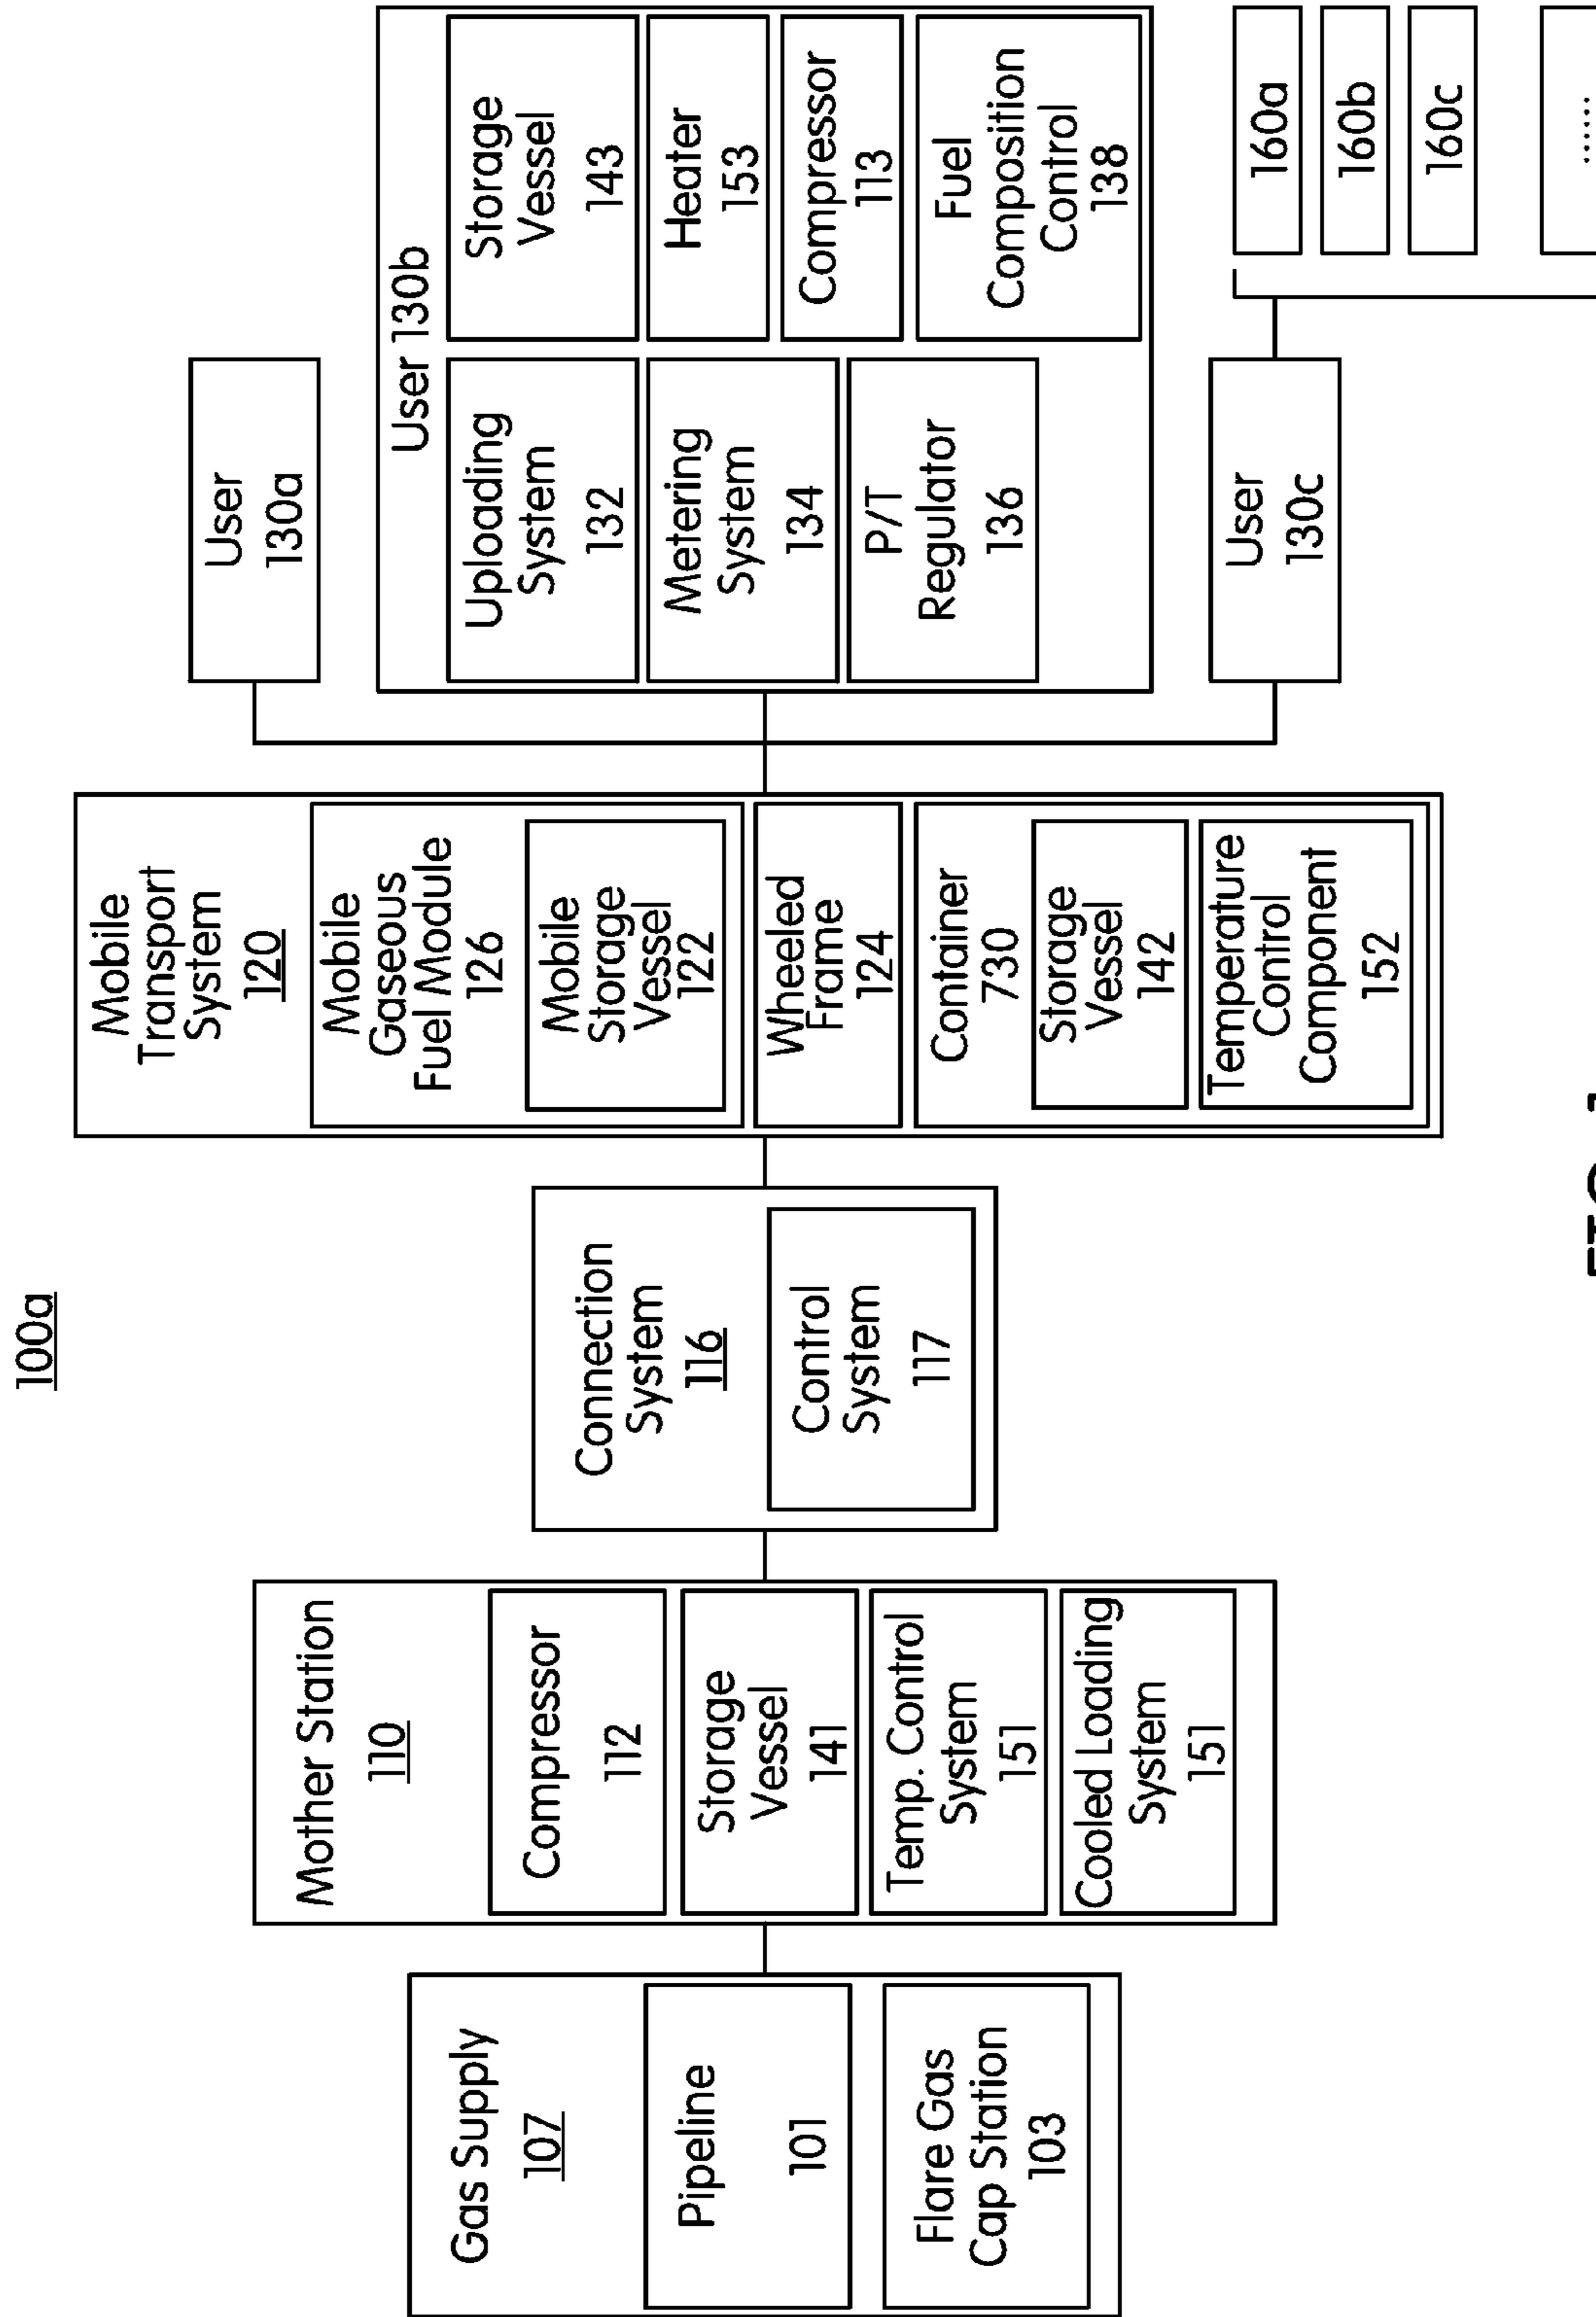 100a
Gas Supply
107
Pipeline
101
Flare Gas
Cap Station
103
Mother Station
110
Compressor
112
Storage
Vessel
141
Temp. Control
System
151
Cooled Loading
System
151
Connection
System
116
Control
System
117
Mobile
Transport
System
120
Mobile
Gaseous
Fuel Module
126
Mobile
Storage
Vessel
122
Wheeled
Frame
124
Container
730
Storage
Vessel
142
Temperature
Control
Component
152
User
130a
User 130b
Uploading
System
132
Metering
System
134
P/T
Regulator
136
Storage
Vessel
143
Heater
153
Compressor
113
Fuel
Composition
Control
138
User
130c
160a
160b
160c
......